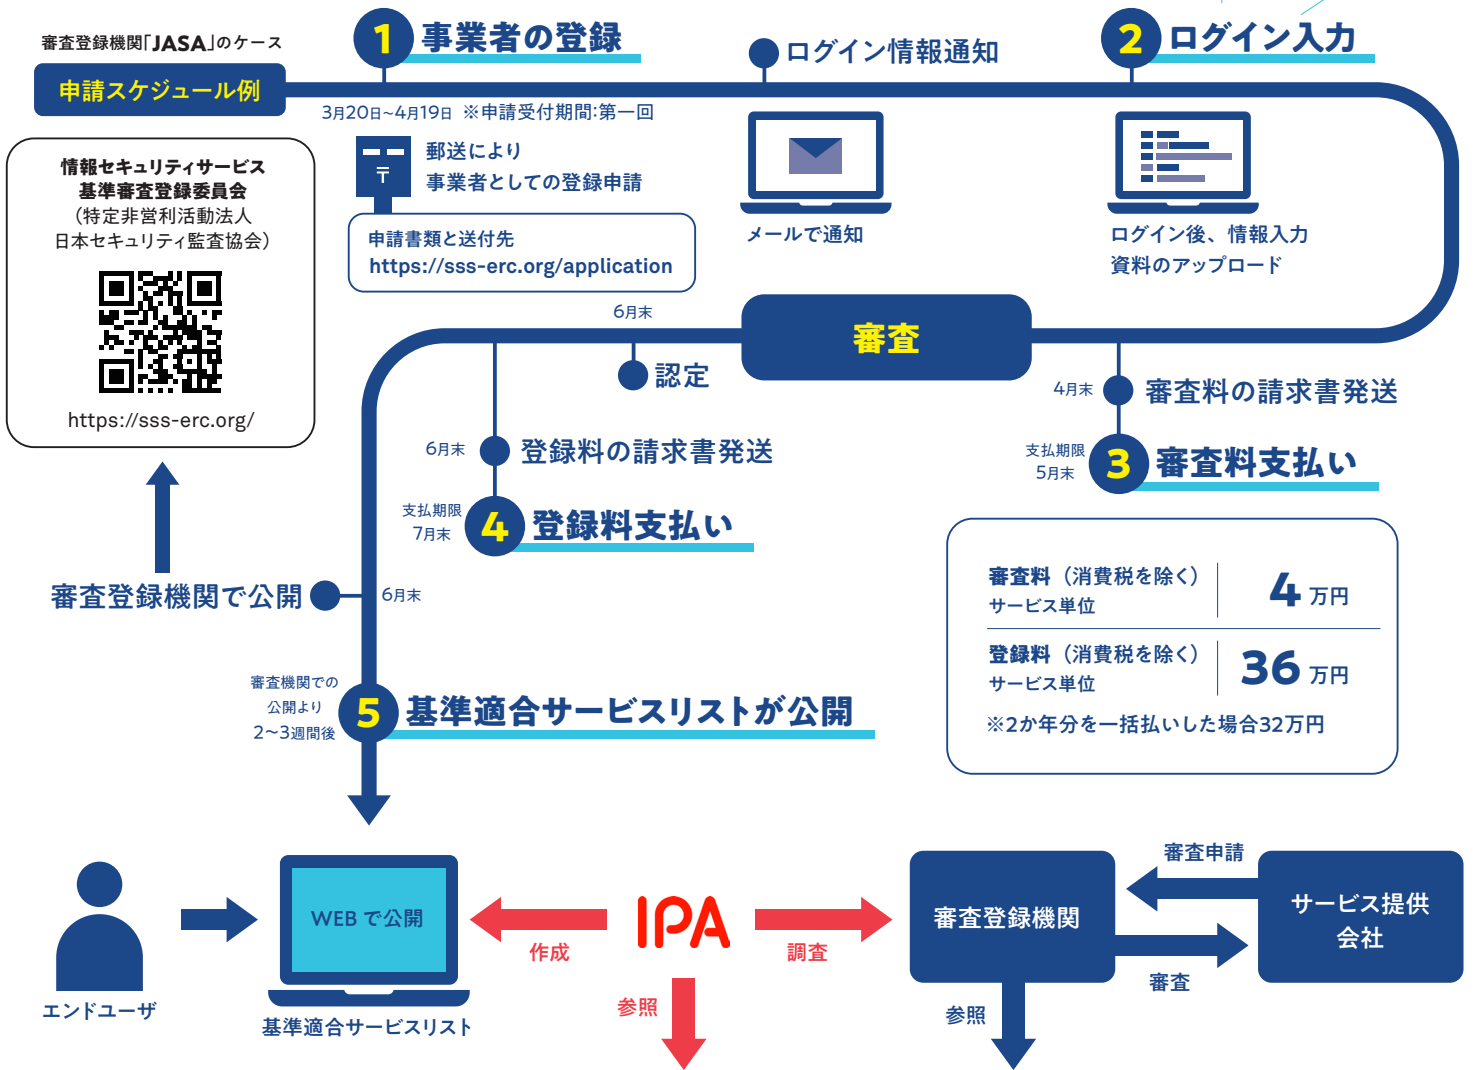 審査登録機関「JASA」のケース
申請スケジュール例
1 事業者の登録
ログイン情報通知
2 ログイン入力
3月20日~4月19日 ※申請受付期間:第一回
〒
郵送により
事業者としての登録申請
申請書類と送付先
https://sss-erc.org/application
メールで通知
ログイン後、情報入力
資料のアップロード
情報セキュリティサービス
基準審査登録委員会
(特定非営利活動法人
日本セキュリティ監査協会)
https://sss-erc.org/
審査
6月末
認定
4月末
審査料の請求書発送
支払期限
5月末
3 審査料支払い
6月末
登録料の請求書発送
支払期限
7月末
4 登録料支払い
審査登録機関で公開
6月末
審査料(消費税を除く)
サービス単位
4万円
登録料(消費税を除く)
サービス単位
36万円
※2か年分を一括払いした場合32万円
審査機関での
公開より
2~3週間後
5 基準適合サービスリストが公開
エンドユーザ
WEB で公開
基準適合サービスリスト
作成
IPA
調査
参照
審査登録機関
参照
審査申請
審査
サービス提供
会社